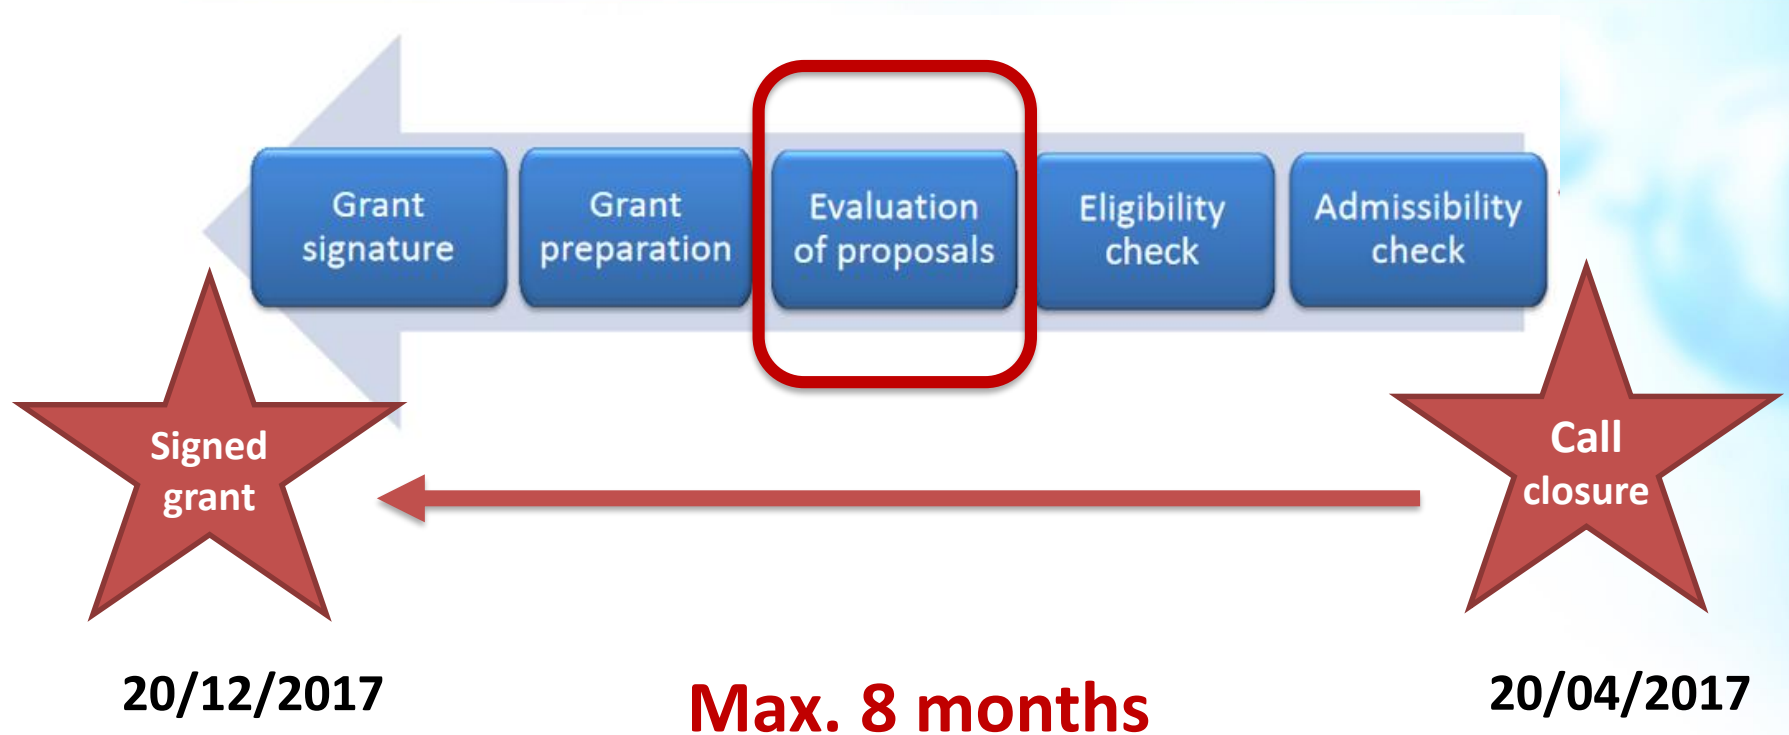 Grant
signature
Grant
preparation
Evaluation
of proposals
Eligibility
check
Admissibility
check
Signed
grant
Call
closure
20/12/2017
Max. 8 months
20/04/2017